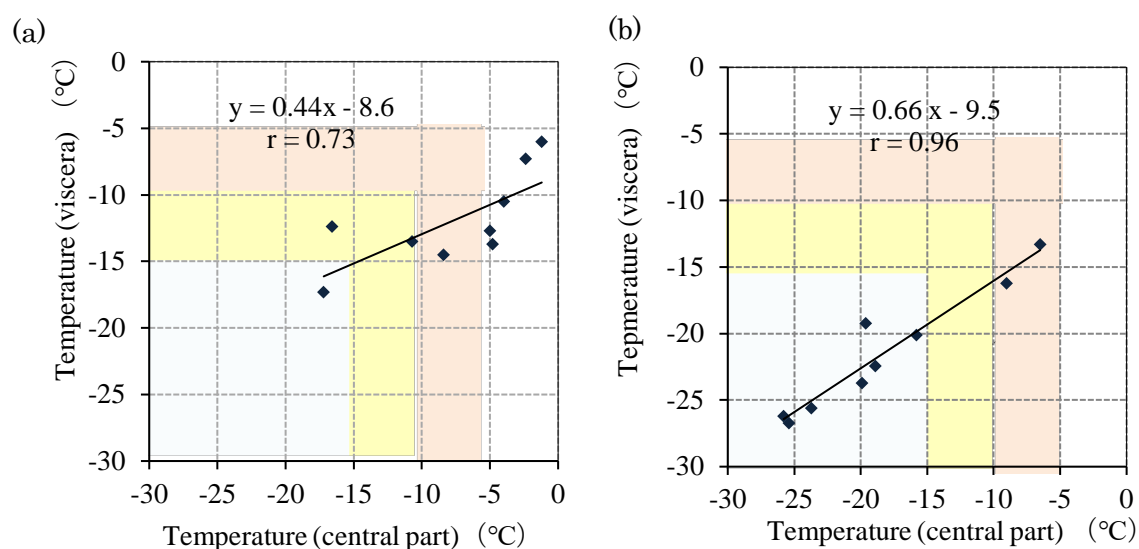 (a)
0
-5
-10
-15
-20
-25
-30
-30 -25 -20 -15 -10 -5 0
Temperature (viscera) (℃)
Temperature (central part) (℃)
y = 0.44x - 8.6
r = 0.73
(b)
0
-5
-10
-15
-20
-25
-30
-30 -25 -20 -15 -10 -5 0
Tepmerature (viscera) (℃)
Temperature (central part) (℃)
y = 0.66 x - 9.5
r = 0.96